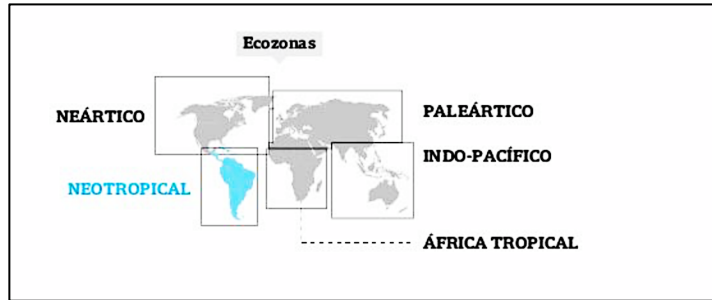 Ecozonas
NEÁRTICO
PALEÁRTICO
INDO-PACÍFICO
NEOTROPICAL
ÁFRICA TROPICAL